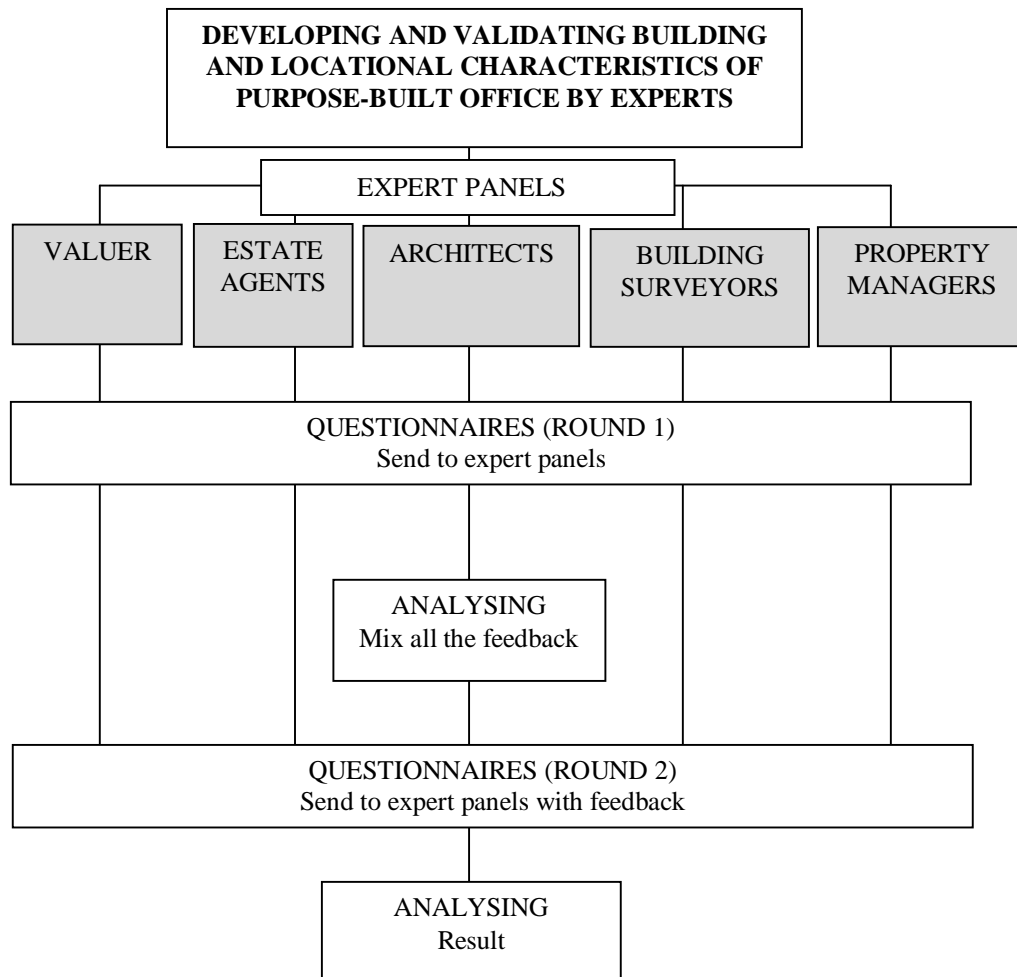 DEVELOPING AND VALIDATING BUILDING
AND LOCATIONAL CHARACTERISTICS OF
PURPOSE-BUILT OFFICE BY EXPERTS
EXPERT PANELS
VALUER
ESTATE
AGENTS
ARCHITECTS
BUILDING
SURVEYORS
PROPERTY
MANAGERS
QUESTIONNAIRES (ROUND 1)
Send to expert panels
ANALYSING
Mix all the feedback
QUESTIONNAIRES (ROUND 2)
Send to expert panels with feedback
ANALYSING
Result